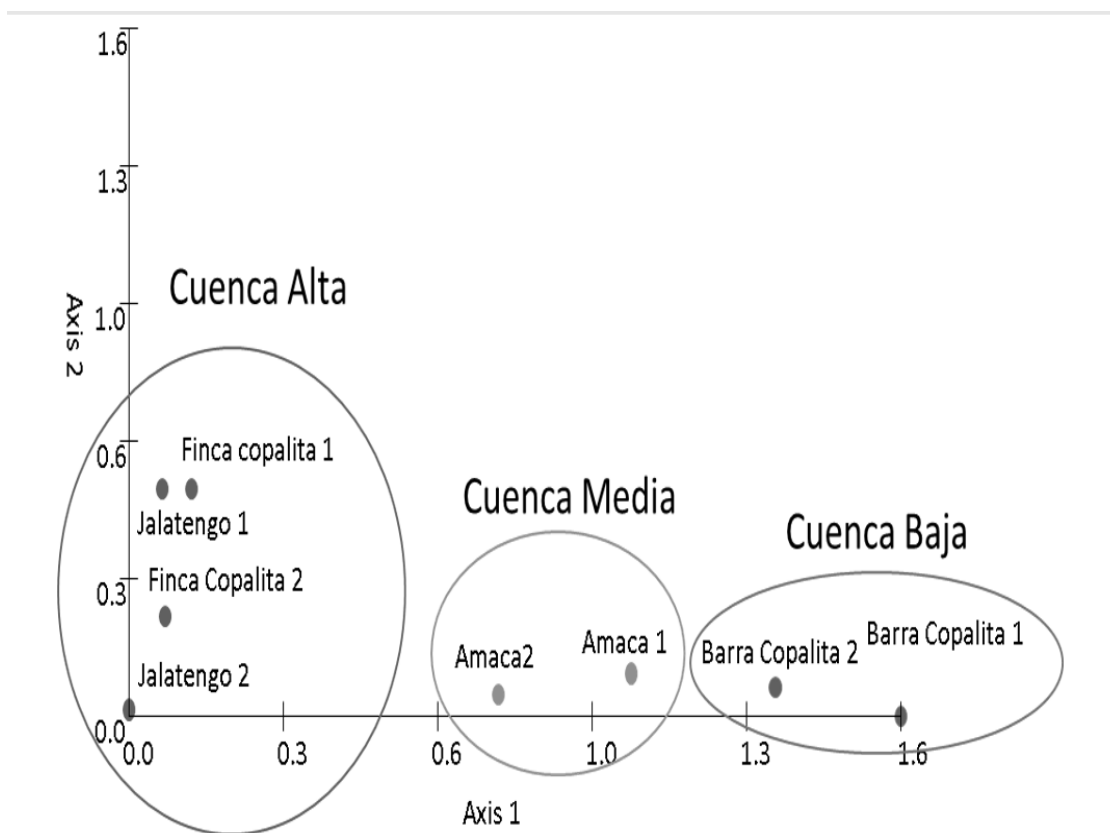 1.6
1.3
Cuenca Alta
1.0
Axis 2
Finca copalita 1
0.6
Cuenca Media
Jalatengo 1
Cuenca Baja
Finca Copalita 2
0.3
Barra Copalita 1
Amaca 1
Barra Copalita 2
Amaca2
Jalatengo 2
0.0
0.0 0.3 0.6 1.0 1.3 1.6
Axis 1